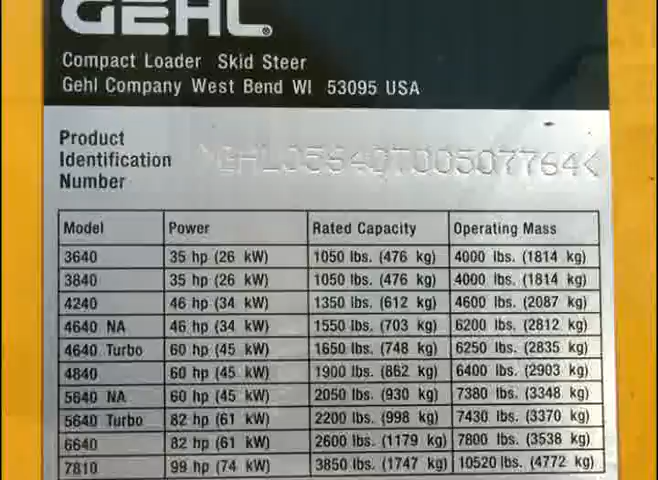 GEHL®
Compact Loader Skid Steer
Gehl Company West Bend WI 53095 USA
Product
Identification
Number
GHL05640T00507764<
Model Power Rated Capacity Operating Mass
3640 35 hp (26 kW) 1050 lbs. (476 kg) 4000 lbs. (1814 kg)
3840 35 hp (26 kW) 1050 lbs. (476 kg) 4000 lbs. (1814 kg)
4240 46 hp (34 kW) 1350 lbs. (612 kg) 4600 lbs. (2087 kg)
4640 NA 46 hp (34 kW) 1550 lbs. (703 kg) 6200 lbs. (2812 kg)
4640 Turbo 60 hp (45 kW) 1650 lbs. (748 kg) 6250 lbs. (2835 kg)
4840 60 hp (45 kW) 1900 lbs. (862 kg) 6400 lbs. (2903 kg)
5640 NA 60 hp (45 kW) 2050 lbs. (930 kg) 7380 lbs. (3348 kg)
5640 Turbo 82 hp (61 kW) 2200 lbs. (998 kg) 7430 lbs. (3370 kg)
6640 82 hp (61 kW) 2600 lbs. (1179 kg) 7800 lbs. (3538 kg)
7810 99 hp (74 kW) 3850 lbs. (1747 kg) 10520 lbs. (4772 kg)